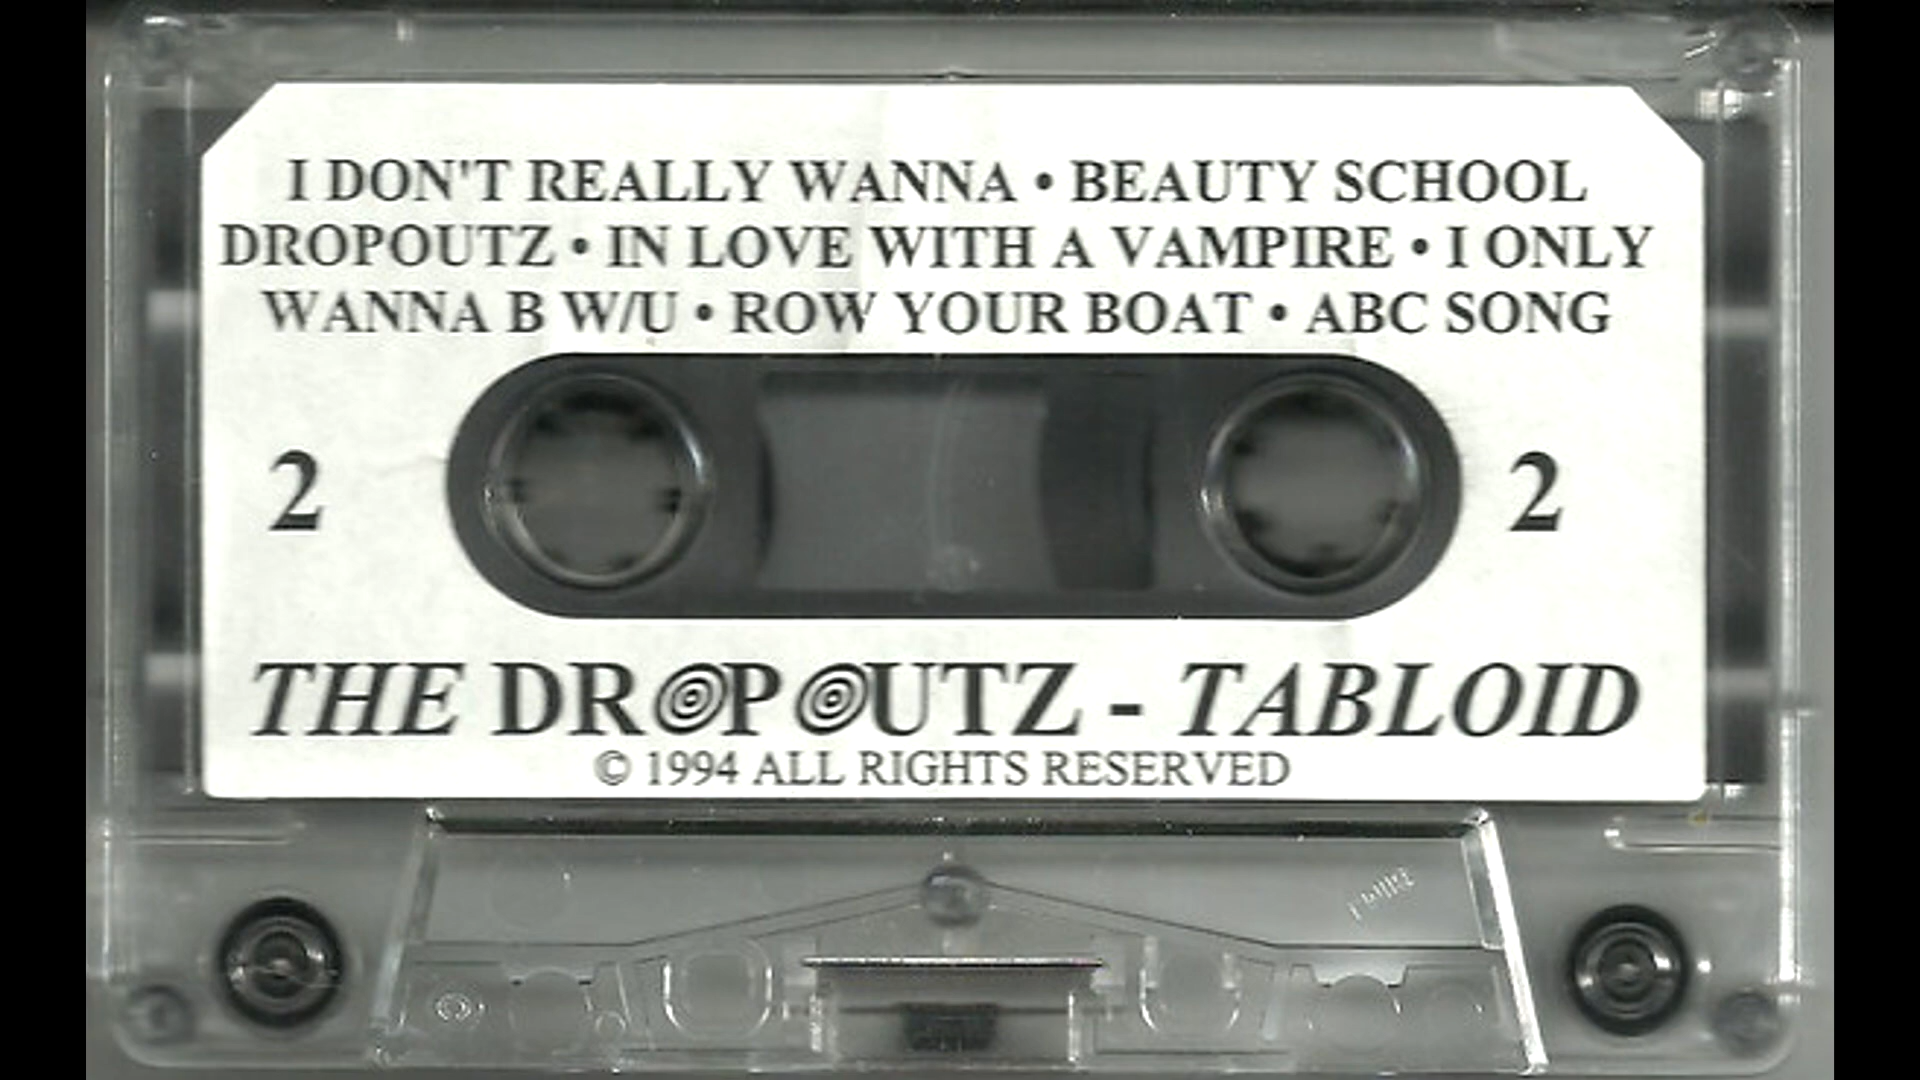 I DON'T REALLY WANNA • BEAUTY SCHOOL
DROPOUTZ • IN LOVE WITH A VAMPIRE • I ONLY
WANNA B W/U • ROW YOUR BOAT • ABC SONG
2 2
THE DROPOUTZ - TABLOID
© 1994 ALL RIGHTS RESERVED